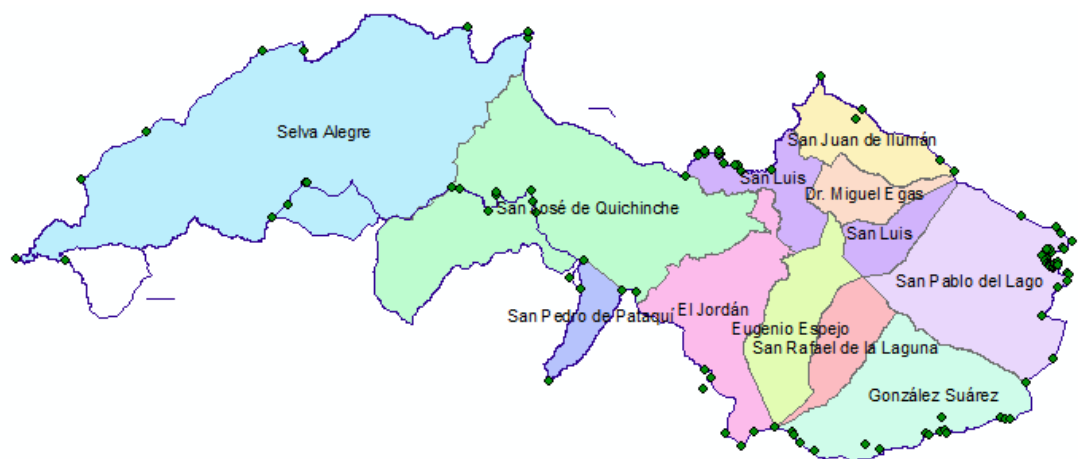 Selva Alegre
San Juan de Ilumán
San Luis
Dr. Miguel Egas
San José de Quichinche
San Luis
San Pablo del Lago
San Pedro de Pataquí
El Jordán
Eugenio Espejo
San Rafael de la Laguna
González Suárez